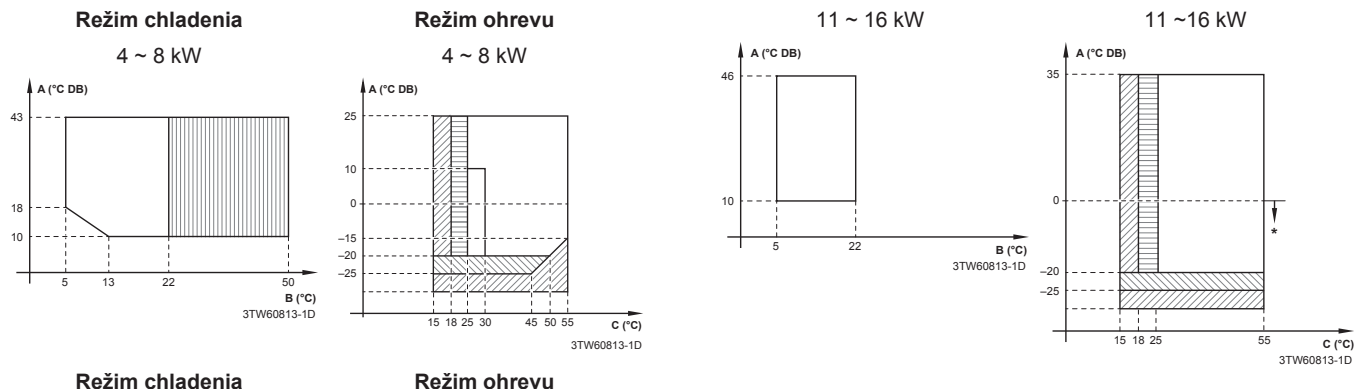 Režim chladenia
4 ~ 8 kW
A (°C DB)
43
18
10
5 13 22 50
B (°C)
3TW60813-1D
Režim ohrevu
4 ~ 8 kW
A (°C DB)
25
10
0
–15
–20
–25
15 18 25 30 45 50 55
C (°C)
3TW60813-1D
11 ~ 16 kW
A (°C DB)
46
10
5 22
B (°C)
3TW60813-1D
11 ~16 kW
A (°C DB)
35
0
*
–20
–25
15 18 25 55
C (°C)
3TW60813-1D
Režim chladenia
Režim ohrevu